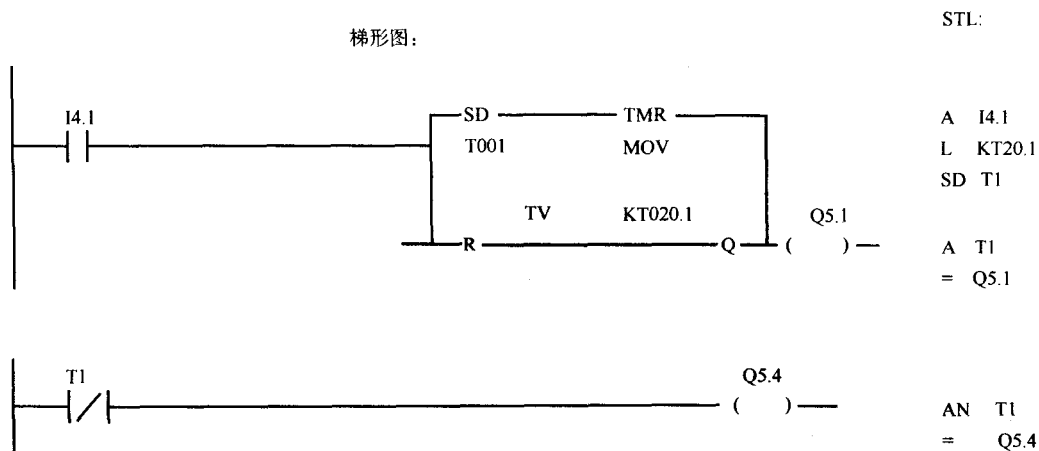 梯形图:
STL:
I4.1
SD TMR
T001 MOV
TV KT020.1
R Q
Q5.1
( )
A I4.1
L KT20.1
SD T1
A T1
= Q5.1
T1
Q5.4
( )
AN T1
= Q5.4